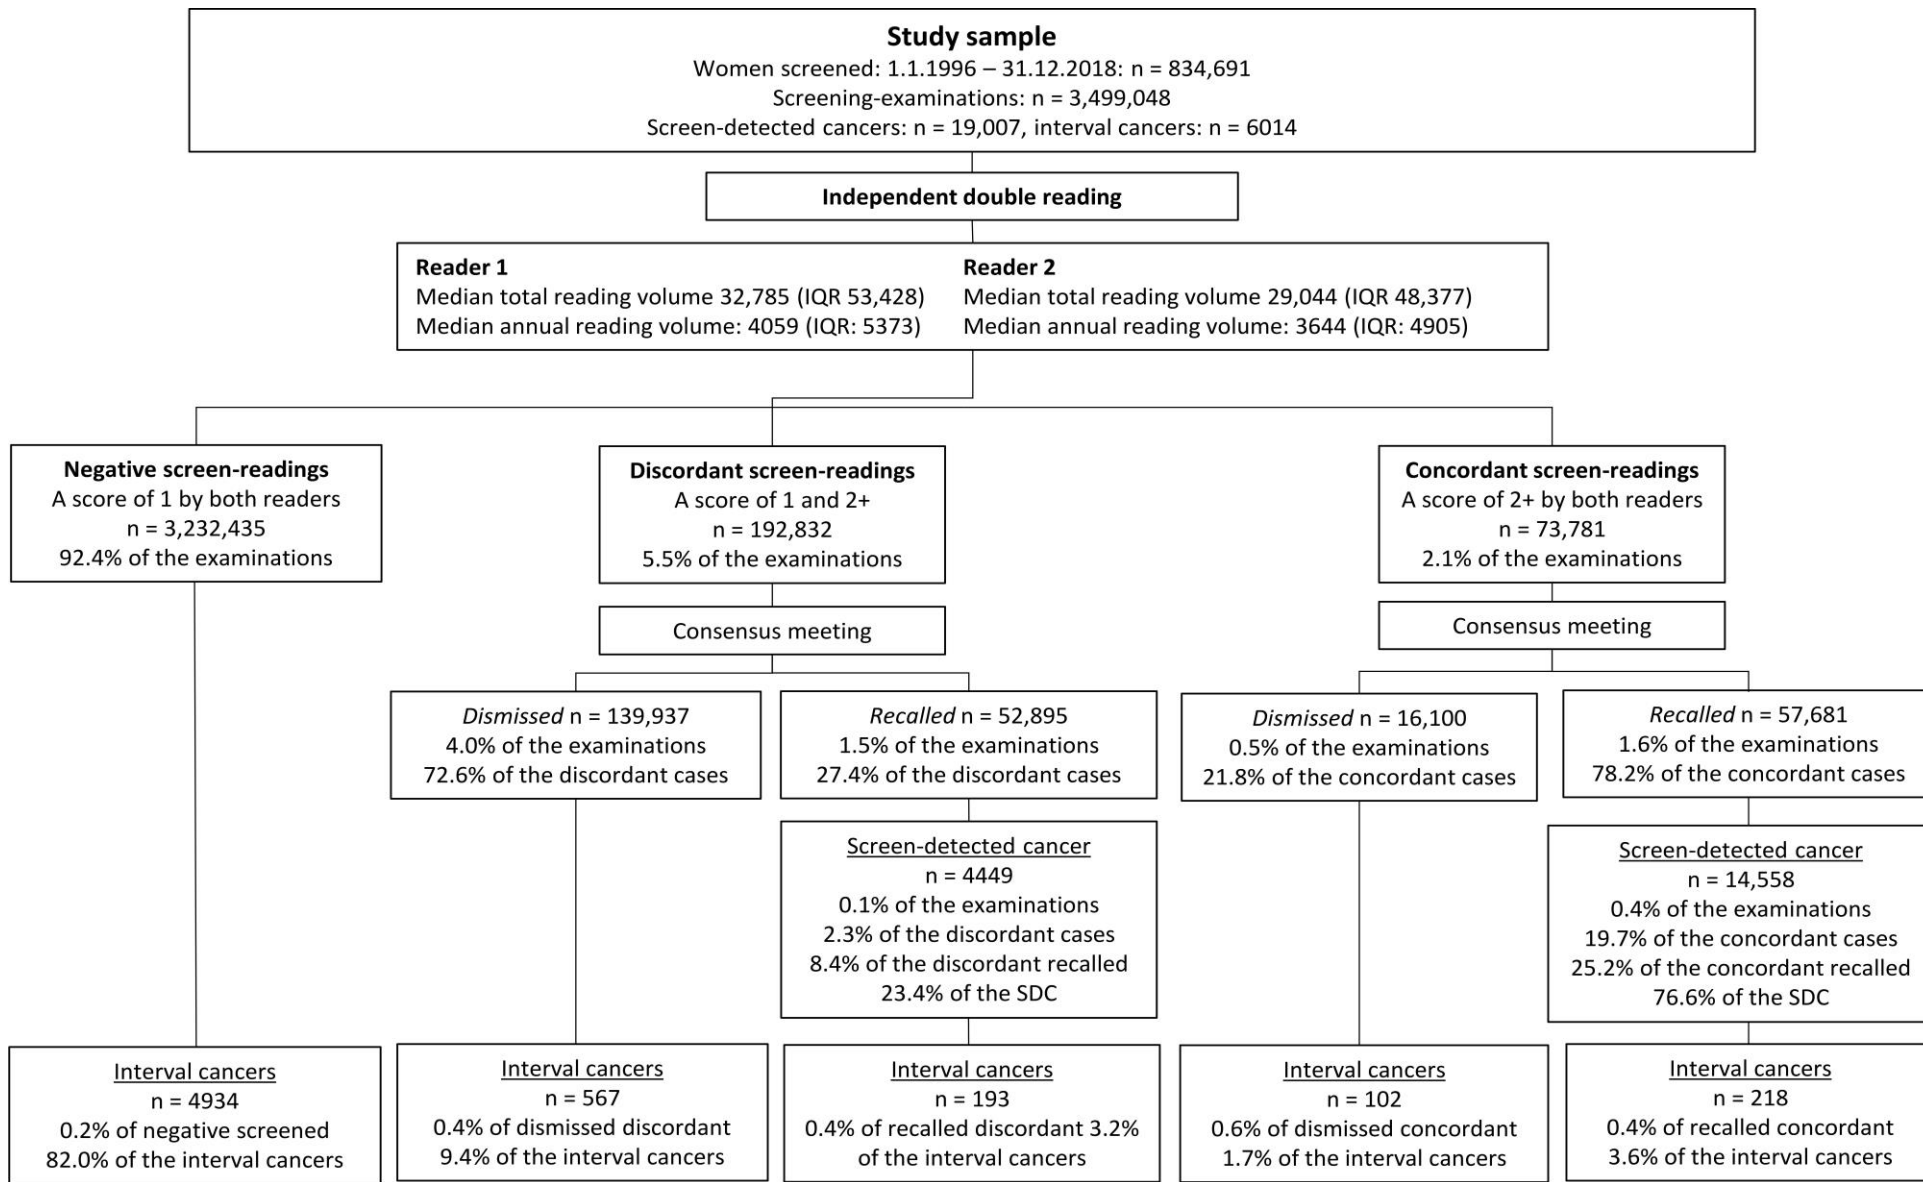 Study sample
Women screened: 1.1.1996 – 31.12.2018: n = 834,691
Screening-examinations: n = 3,499,048
Screen-detected cancers: n = 19,007, interval cancers: n = 6014
Independent double reading
Reader 1
Median total reading volume 32,785 (IQR 53,428)
Median annual reading volume: 4059 (IQR: 5373)
Reader 2
Median total reading volume 29,044 (IQR 48,377)
Median annual reading volume: 3644 (IQR: 4905)
Negative screen-readings
A score of 1 by both readers
n = 3,232,435
92.4% of the examinations
Discordant screen-readings
A score of 1 and 2+
n = 192,832
5.5% of the examinations
Concordant screen-readings
A score of 2+ by both readers
n = 73,781
2.1% of the examinations
Consensus meeting
Consensus meeting
Dismissed n = 139,937
4.0% of the examinations
72.6% of the discordant cases
Recalled n = 52,895
1.5% of the examinations
27.4% of the discordant cases
Dismissed n = 16,100
0.5% of the examinations
21.8% of the concordant cases
Recalled n = 57,681
1.6% of the examinations
78.2% of the concordant cases
Screen-detected cancer
n = 4449
0.1% of the examinations
2.3% of the discordant cases
8.4% of the discordant recalled
23.4% of the SDC
Screen-detected cancer
n = 14,558
0.4% of the examinations
19.7% of the concordant cases
25.2% of the concordant recalled
76.6% of the SDC
Interval cancers
n = 4934
0.2% of negative screened
82.0% of the interval cancers
Interval cancers
n = 567
0.4% of dismissed discordant
9.4% of the interval cancers
Interval cancers
n = 193
0.4% of recalled discordant 3.2%
of the interval cancers
Interval cancers
n = 102
0.6% of dismissed concordant
1.7% of the interval cancers
Interval cancers
n = 218
0.4% of recalled concordant
3.6% of the interval cancers